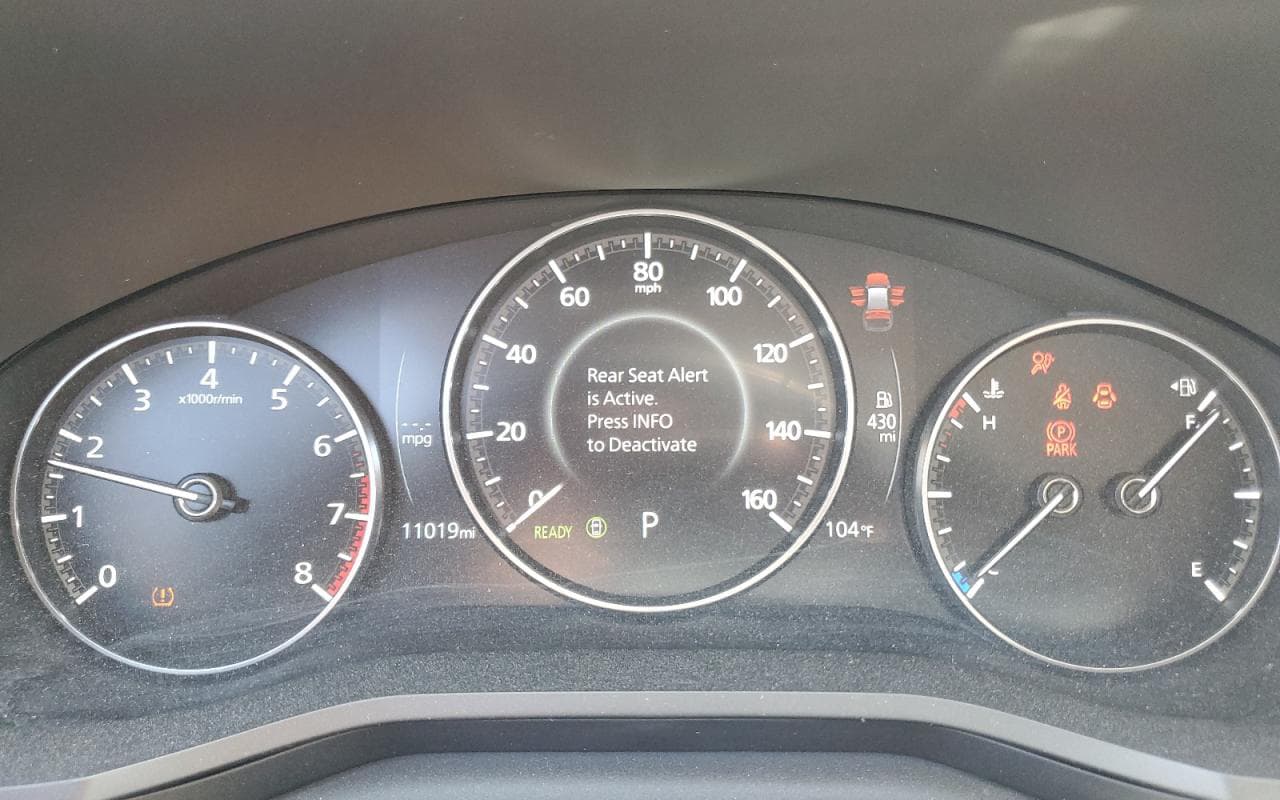 80
mph
60
100
40
120
20
140
0
160
Rear Seat Alert
is Active.
Press INFO
to Deactivate
READY
P
4
x1000r/min
3
5
2
6
1
7
0
8
---
mpg
11019mi
430
mi
104°F
H
F
P
PARK
C
E